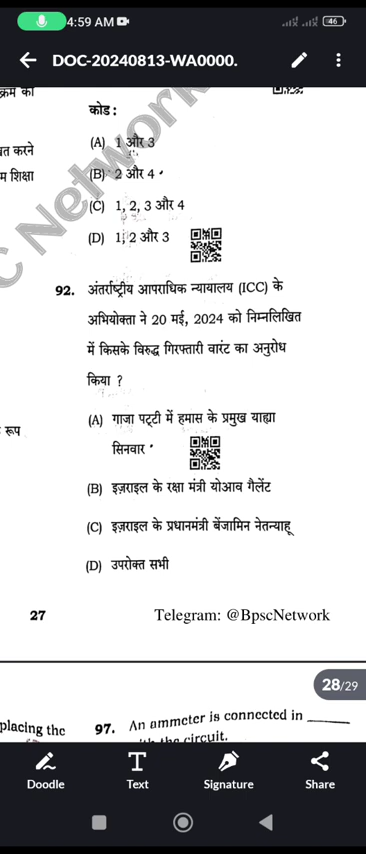 4:59 AM
46
DOC-20240813-WA0000.
क्रम का
कोड :
(A) 1 और 3
करने
(B) 2 और 4
शिक्षा
(C) 1, 2, 3 और 4
(D) 1, 2 और 3
92. अंतर्राष्ट्रीय आपराधिक न्यायालय (ICC) के
अभियोक्ता ने 20 मई, 2024 को निम्नलिखित
में किसके विरुद्ध गिरफ्तारी वारंट का अनुरोध
किया ?
(A) गाजा पट्टी में हमास के प्रमुख याह्या
रूप
सिनवार
(B) इज़राइल के रक्षा मंत्री योआव गैलेंट
(C) इज़राइल के प्रधानमंत्री बेंजामिन नेतन्याहू
(D) उपरोक्त सभी
27 Telegram: @BpscNetwork
28/29
placing the 97. An ammeter is connected in ______
the circuit.
Doodle Text Signature Share
C Network